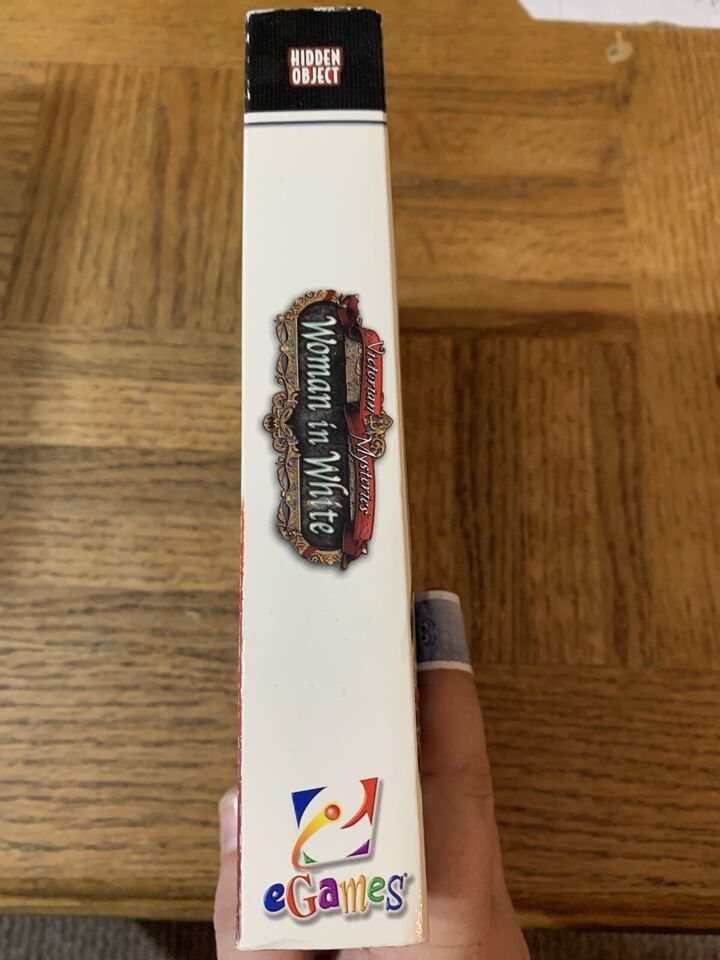 HIDDEN
OBJECT
Victorian Mysteries
Woman in White
eGames